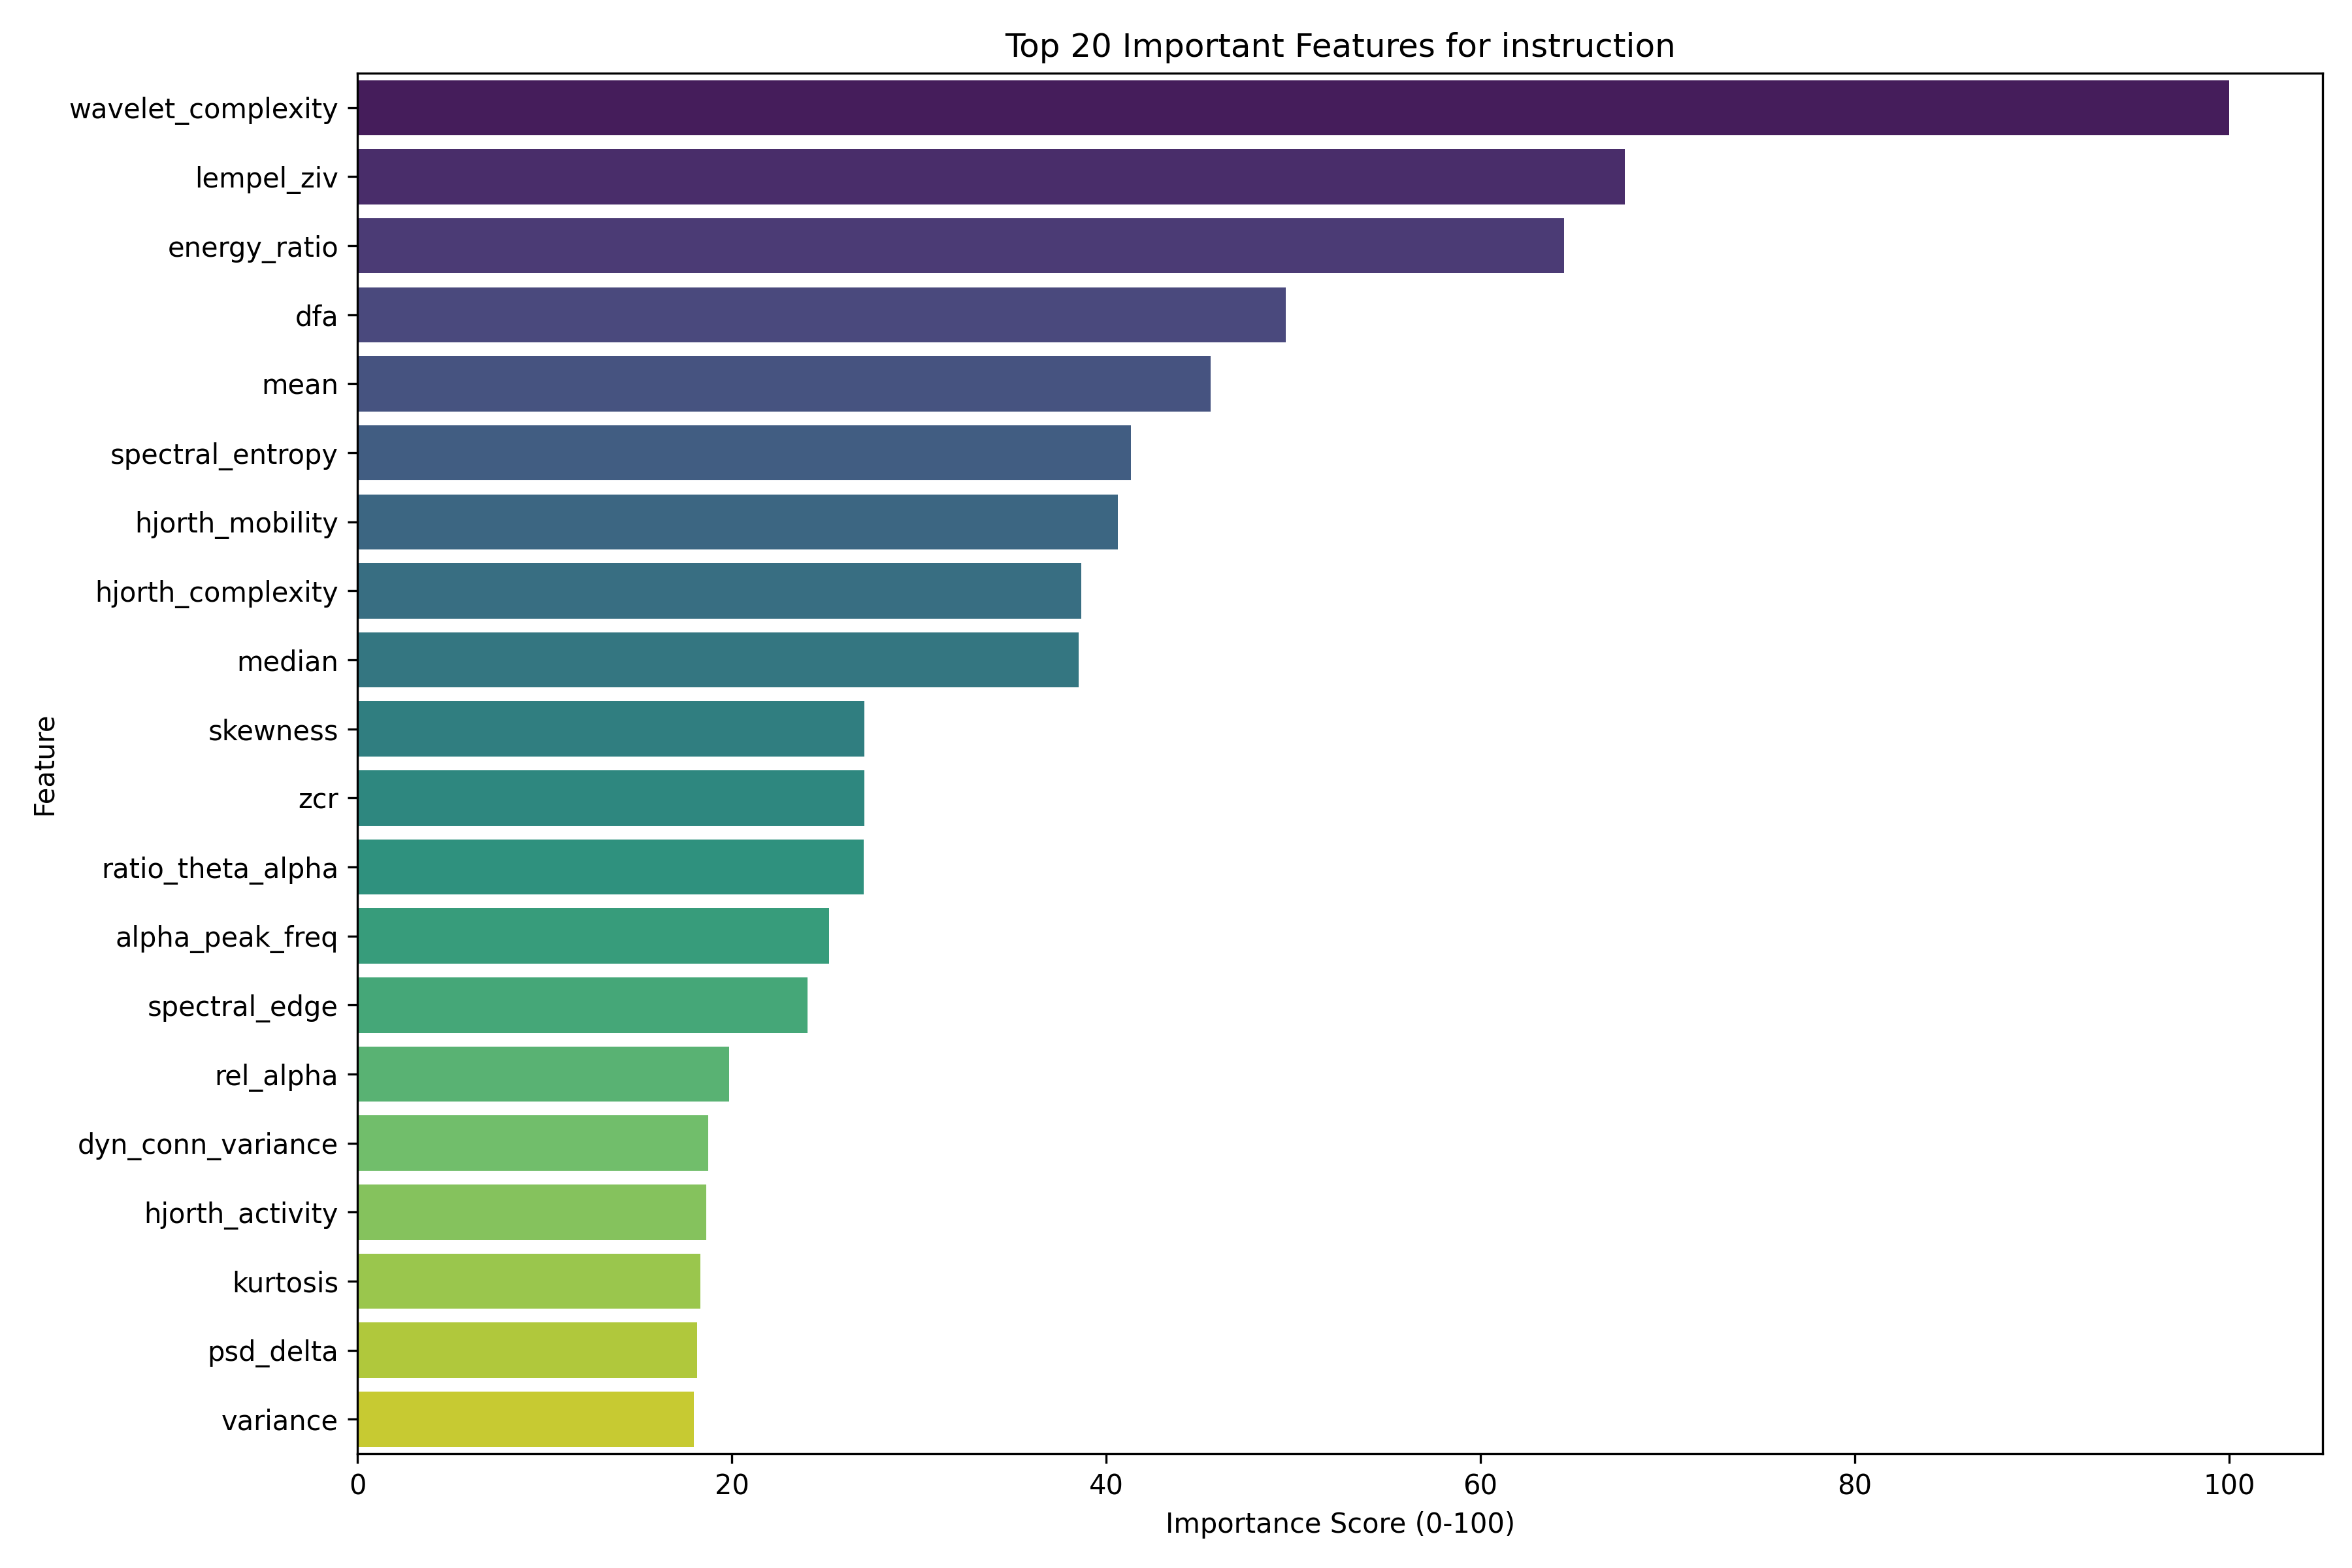 Top 20 Important Features for instruction
wavelet_complexity
lempel_ziv
energy_ratio
dfa
mean
spectral_entropy
hjorth_mobility
hjorth_complexity
median
skewness
zcr
ratio_theta_alpha
alpha_peak_freq
spectral_edge
rel_alpha
dyn_conn_variance
hjorth_activity
kurtosis
psd_delta
variance
Feature
0 20 40 60 80 100
Importance Score (0-100)